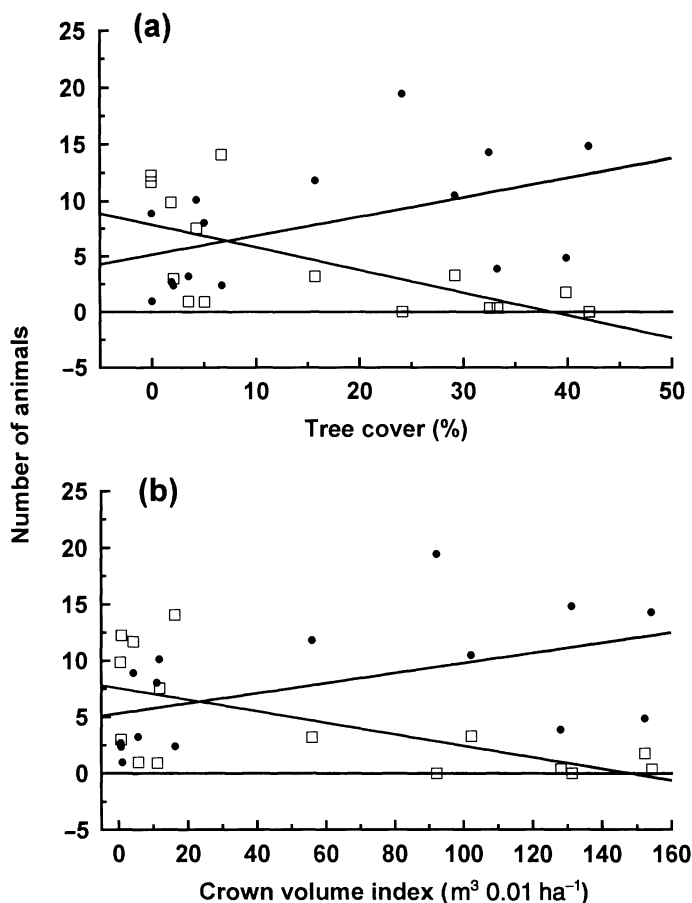 (a)
25
20
15
10
5
0
–5
0 10 20 30 40 50
Tree cover (%)
Number of animals
(b)
25
20
15
10
5
0
–5
0 20 40 60 80 100 120 140 160
Crown volume index (m³ 0.01 ha⁻¹)